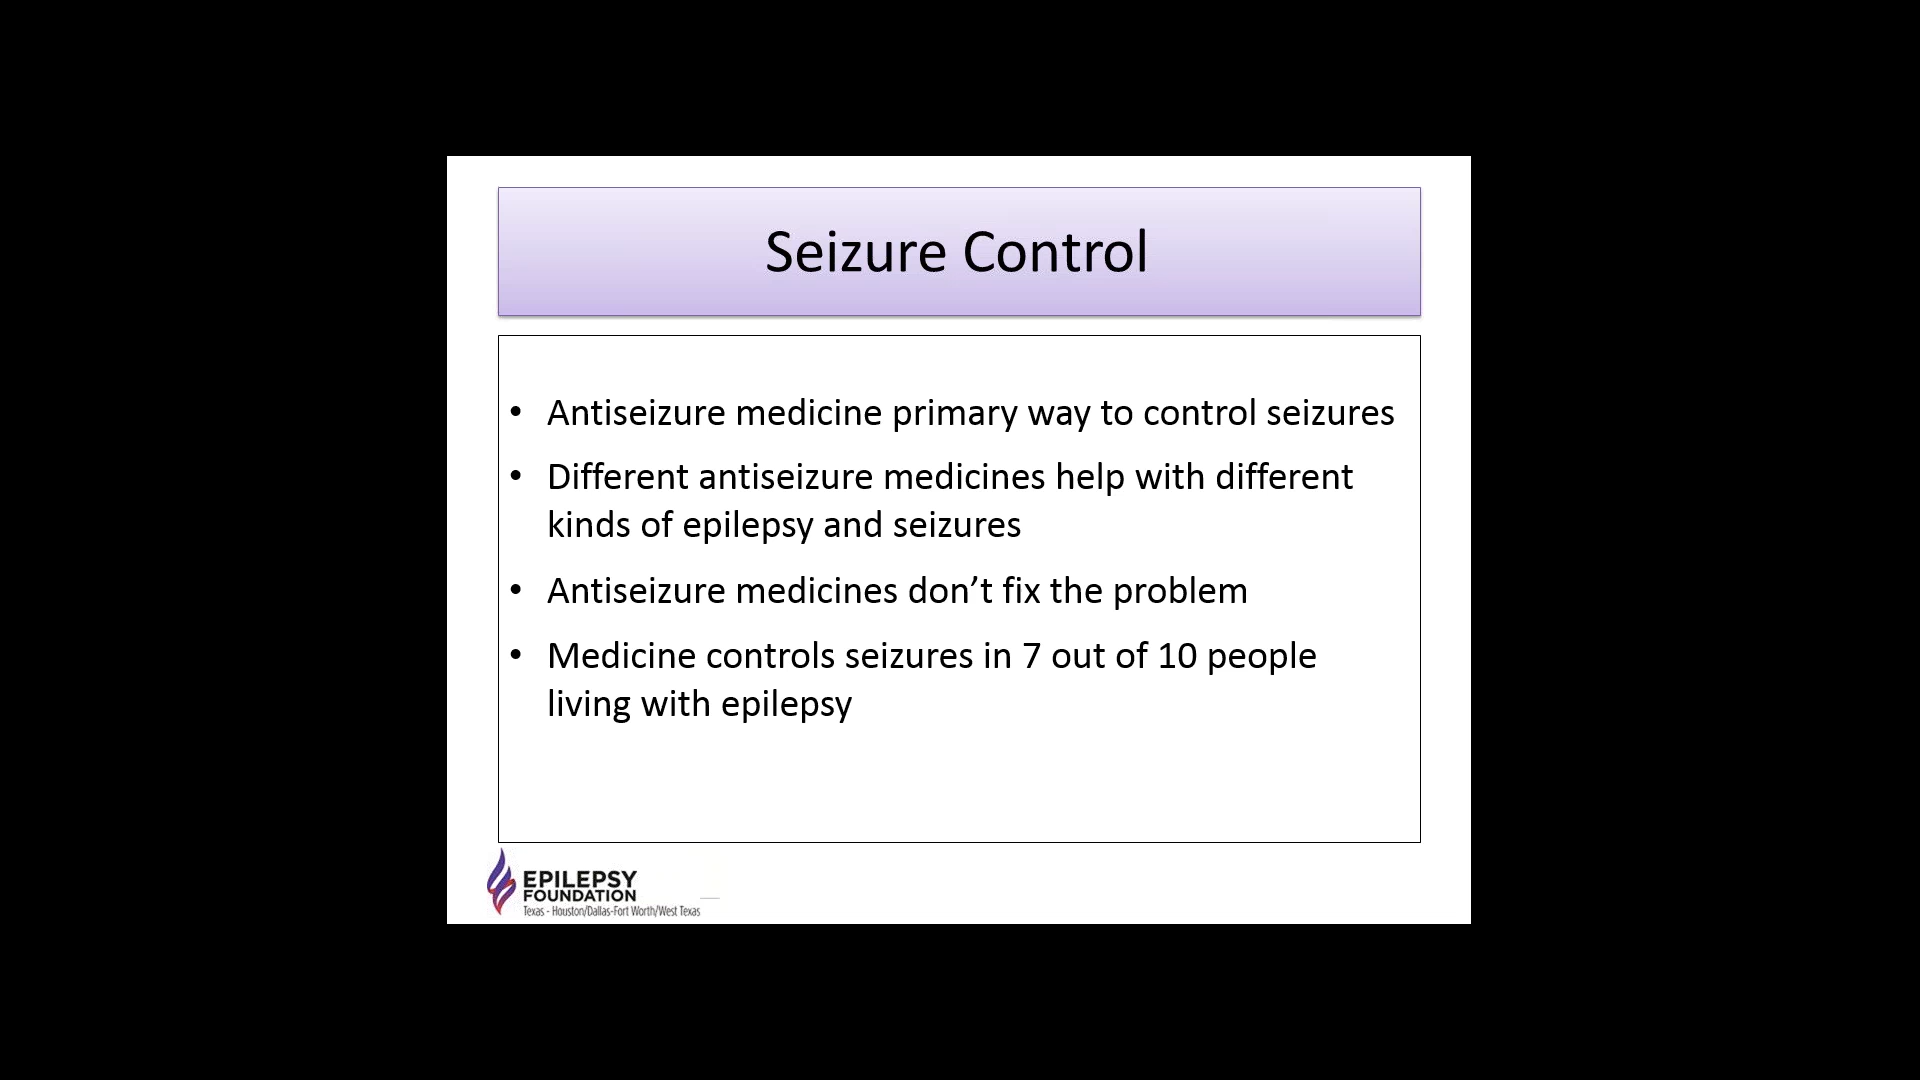 Seizure Control
• Antiseizure medicine primary way to control seizures
• Different antiseizure medicines help with different
kinds of epilepsy and seizures
• Antiseizure medicines don’t fix the problem
• Medicine controls seizures in 7 out of 10 people
living with epilepsy
EPILEPSY
FOUNDATION
Texas - Houston/Dallas-Fort Worth/West Texas